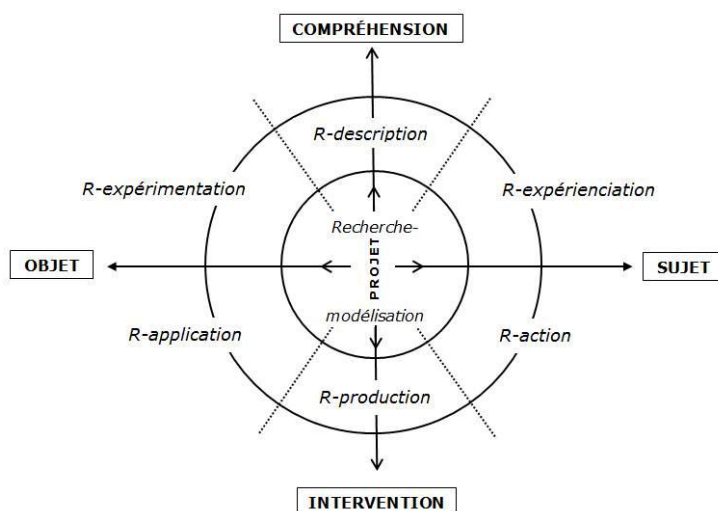 COMPRÉHENSION
R-description
R-expérimentation
R-expérienciation
Recherche-
OBJET
PROJET
SUJET
modélisation
R-application
R-action
R-production
INTERVENTION